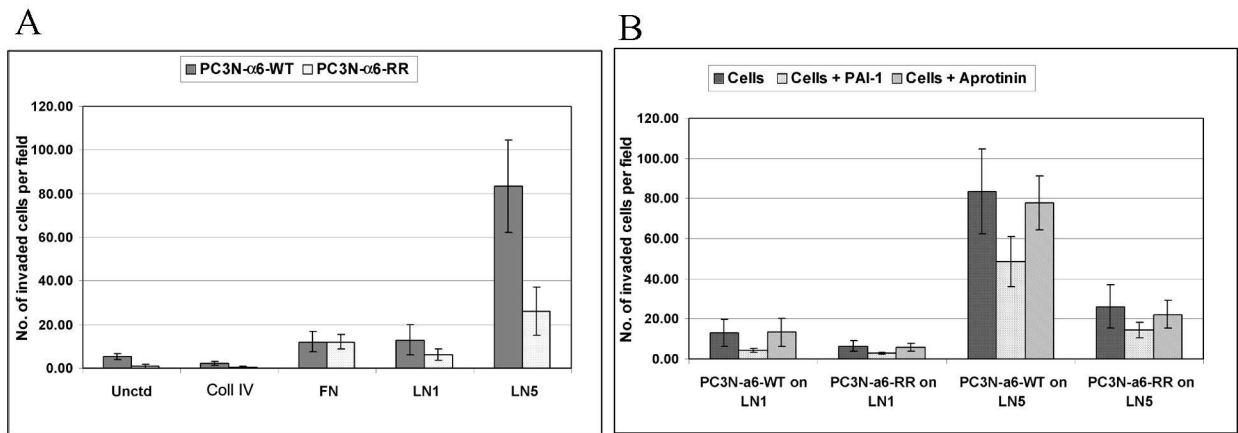 A
PC3N-α6-WT PC3N-α6-RR
No. of invaded cells per field
120.00
100.00
80.00
60.00
40.00
20.00
0.00
Unctd Coll IV FN LN1 LN5
B
Cells Cells + PAI-1 Cells + Aprotinin
No. of invaded cells per field
120.00
100.00
80.00
60.00
40.00
20.00
0.00
PC3N-a6-WT on LN1
PC3N-a6-RR on LN1
PC3N-a6-WT on LN5
PC3N-a6-RR on LN5